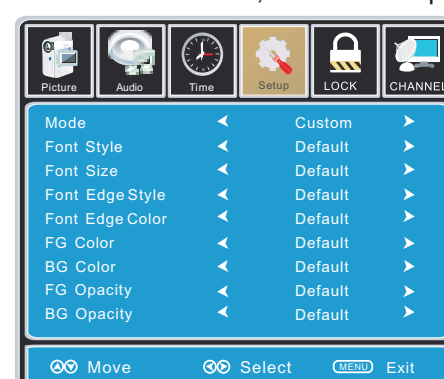 Picture Audio Time Setup LOCK CHANNEL
Mode Custom
Font Style Default
Font Size Default
Font Edge Style Default
Font Edge Color Default
FG Color Default
BG Color Default
FG Opacity Default
BG Opacity Default
Move Select MENU Exit